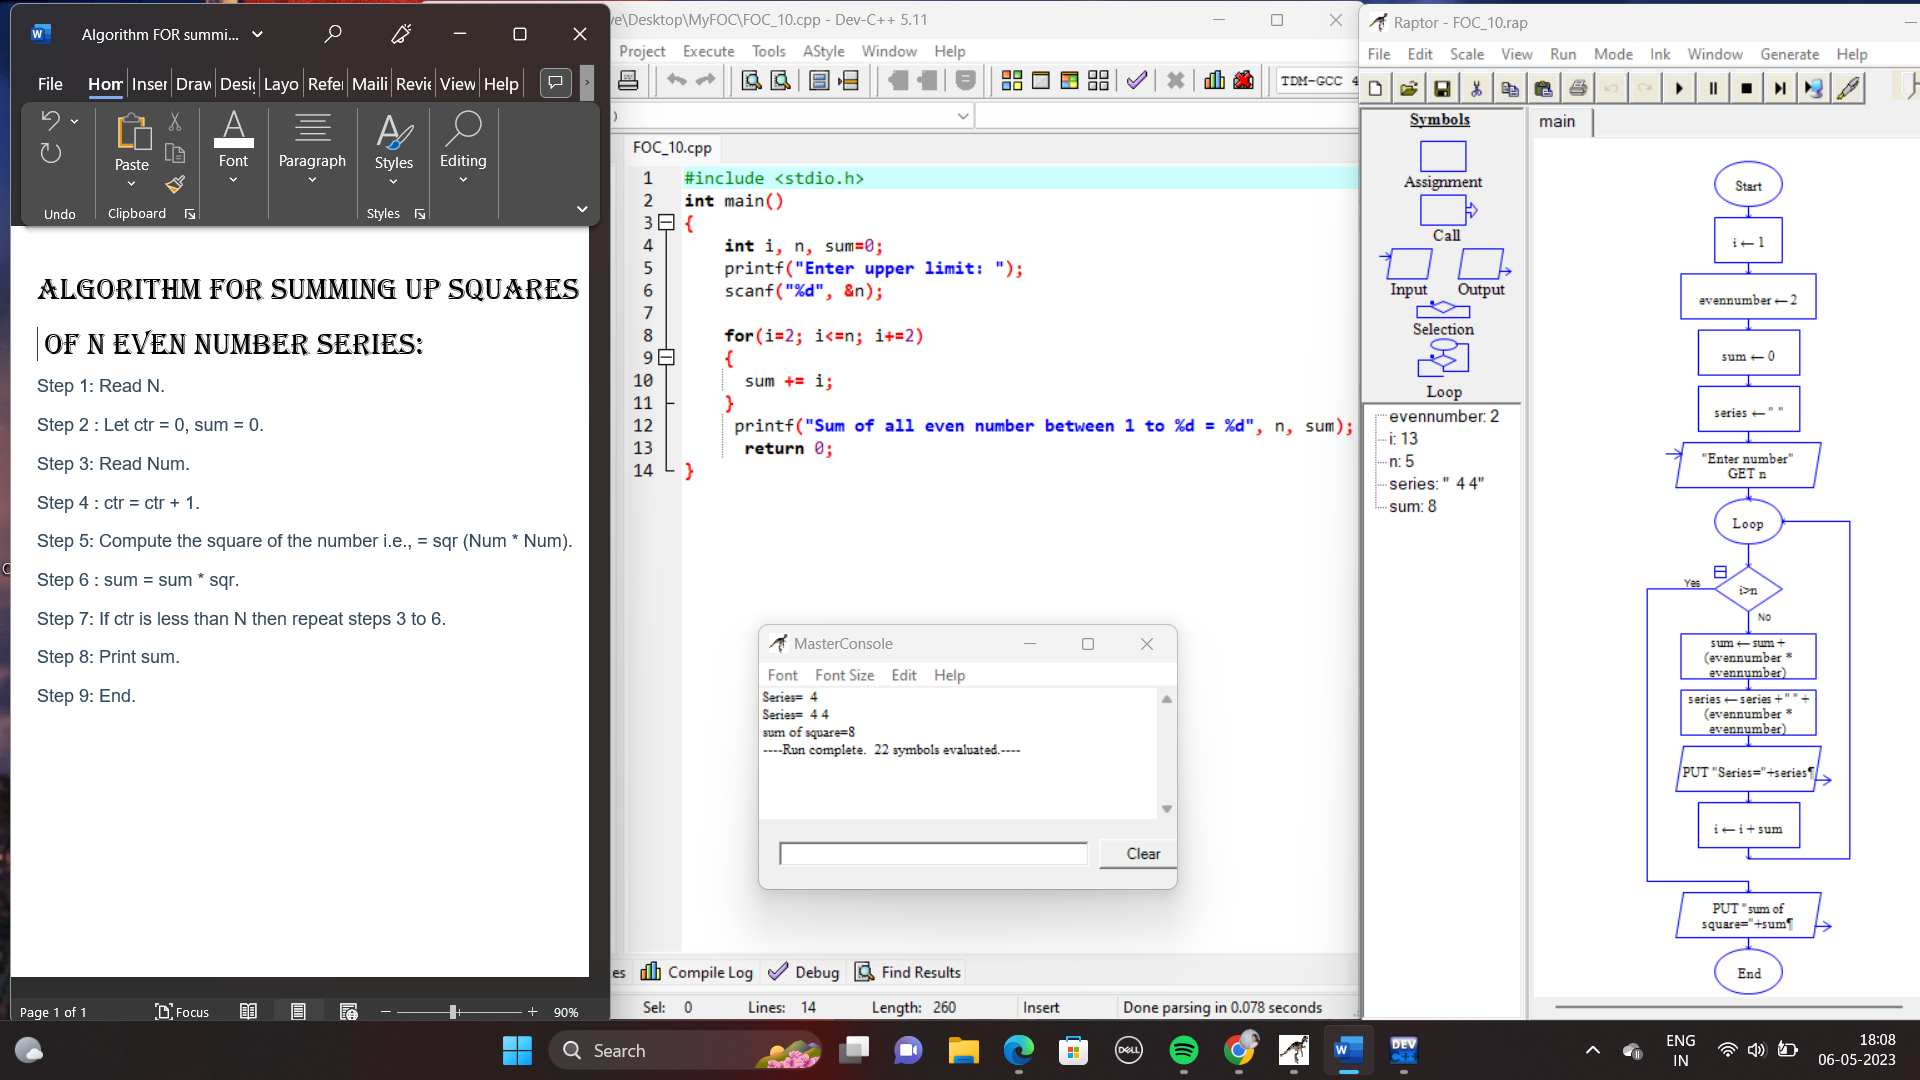 Algorithm FOR summi...
File Hom Inser Draw Desig Layo Refer Maili Revie View Help
Paste Font Paragraph Styles Editing
Undo Clipboard Styles
ALGORITHM FOR SUMMING UP SQUARES
OF N EVEN NUMBER SERIES:
Step 1: Read N.
Step 2 : Let ctr = 0, sum = 0.
Step 3: Read Num.
Step 4 : ctr = ctr + 1.
Step 5: Compute the square of the number i.e., = sqr (Num * Num).
Step 6 : sum = sum * sqr.
Step 7: If ctr is less than N then repeat steps 3 to 6.
Step 8: Print sum.
Step 9: End.
Page 1 of 1 Focus 90%
ve\Desktop\MyFOC\FOC_10.cpp - Dev-C++ 5.11
Project Execute Tools AStyle Window Help
TDM-GCC 4
FOC_10.cpp
1 #include <stdio.h>
2 int main()
3 {
4 int i, n, sum=0;
5 printf("Enter upper limit: ");
6 scanf("%d", &n);
7
8 for(i=2; i<=n; i+=2)
9 {
10 sum += i;
11 }
12 printf("Sum of all even number between 1 to %d = %d", n, sum);
13 return 0;
14 }
MasterConsole
Font Font Size Edit Help
Series= 4
Series= 4 4
sum of square=8
----Run complete. 22 symbols evaluated.----
Clear
es Compile Log Debug Find Results
Sel: 0 Lines: 14 Length: 260 Insert Done parsing in 0.078 seconds
Raptor - FOC_10.rap
File Edit Scale View Run Mode Ink Window Generate Help
Symbols
Assignment
Call
Input Output
Selection
Loop
evennumber: 2
i: 13
n: 5
series: " 4 4"
sum: 8
main
Start
i ← 1
evennumber ← 2
sum ← 0
series ← " "
"Enter number"
GET n
Loop
Yes
i>n
No
sum ← sum +
(evennumber *
evennumber)
series ← series + " " +
(evennumber *
evennumber)
PUT "Series="+series¶
i ← i + sum
PUT "sum of
square="+sum¶
End
Search
DELL
DEV
C++
ENG
IN
18:08
06-05-2023